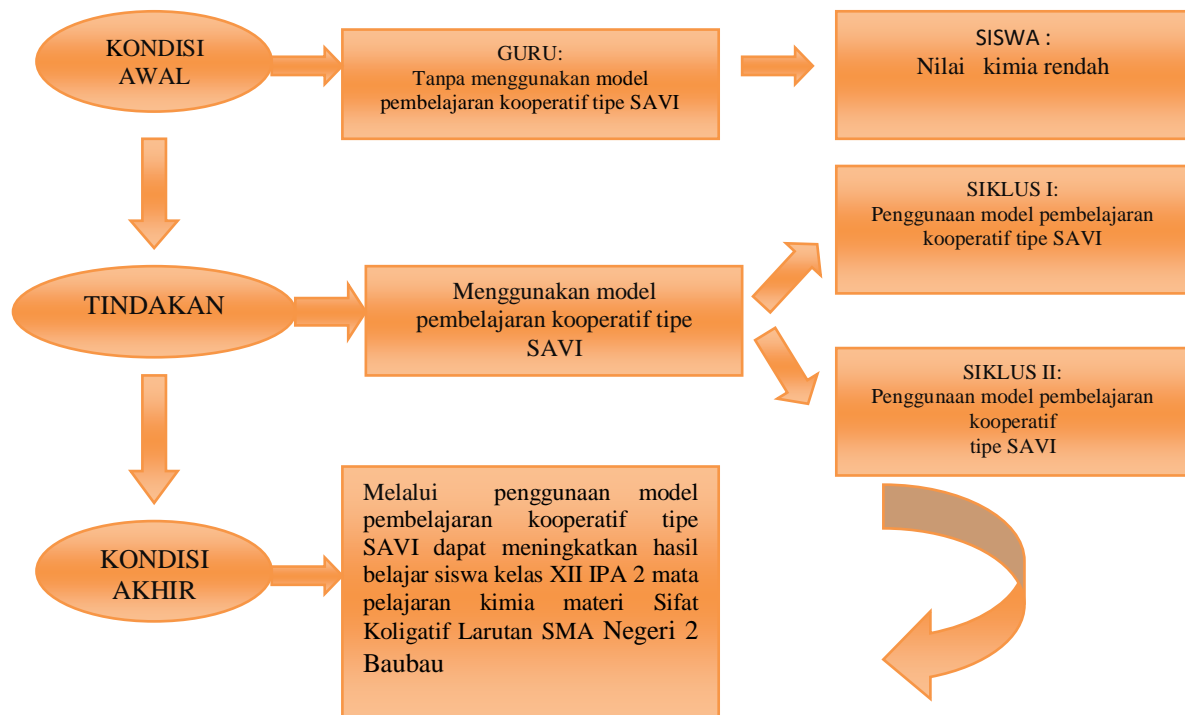 KONDISI
AWAL
GURU:
Tanpa menggunakan model
pembelajaran kooperatif tipe SAVI
SISWA :
Nilai kimia rendah
TINDAKAN
Menggunakan model
pembelajaran kooperatif tipe
SAVI
SIKLUS I:
Penggunaan model pembelajaran
kooperatif tipe SAVI
SIKLUS II:
Penggunaan model pembelajaran
kooperatif
tipe SAVI
KONDISI
AKHIR
Melalui penggunaan model
pembelajaran kooperatif tipe
SAVI dapat meningkatkan hasil
belajar siswa kelas XII IPA 2 mata
pelajaran kimia materi Sifat
Koligatif Larutan SMA Negeri 2
Baubau